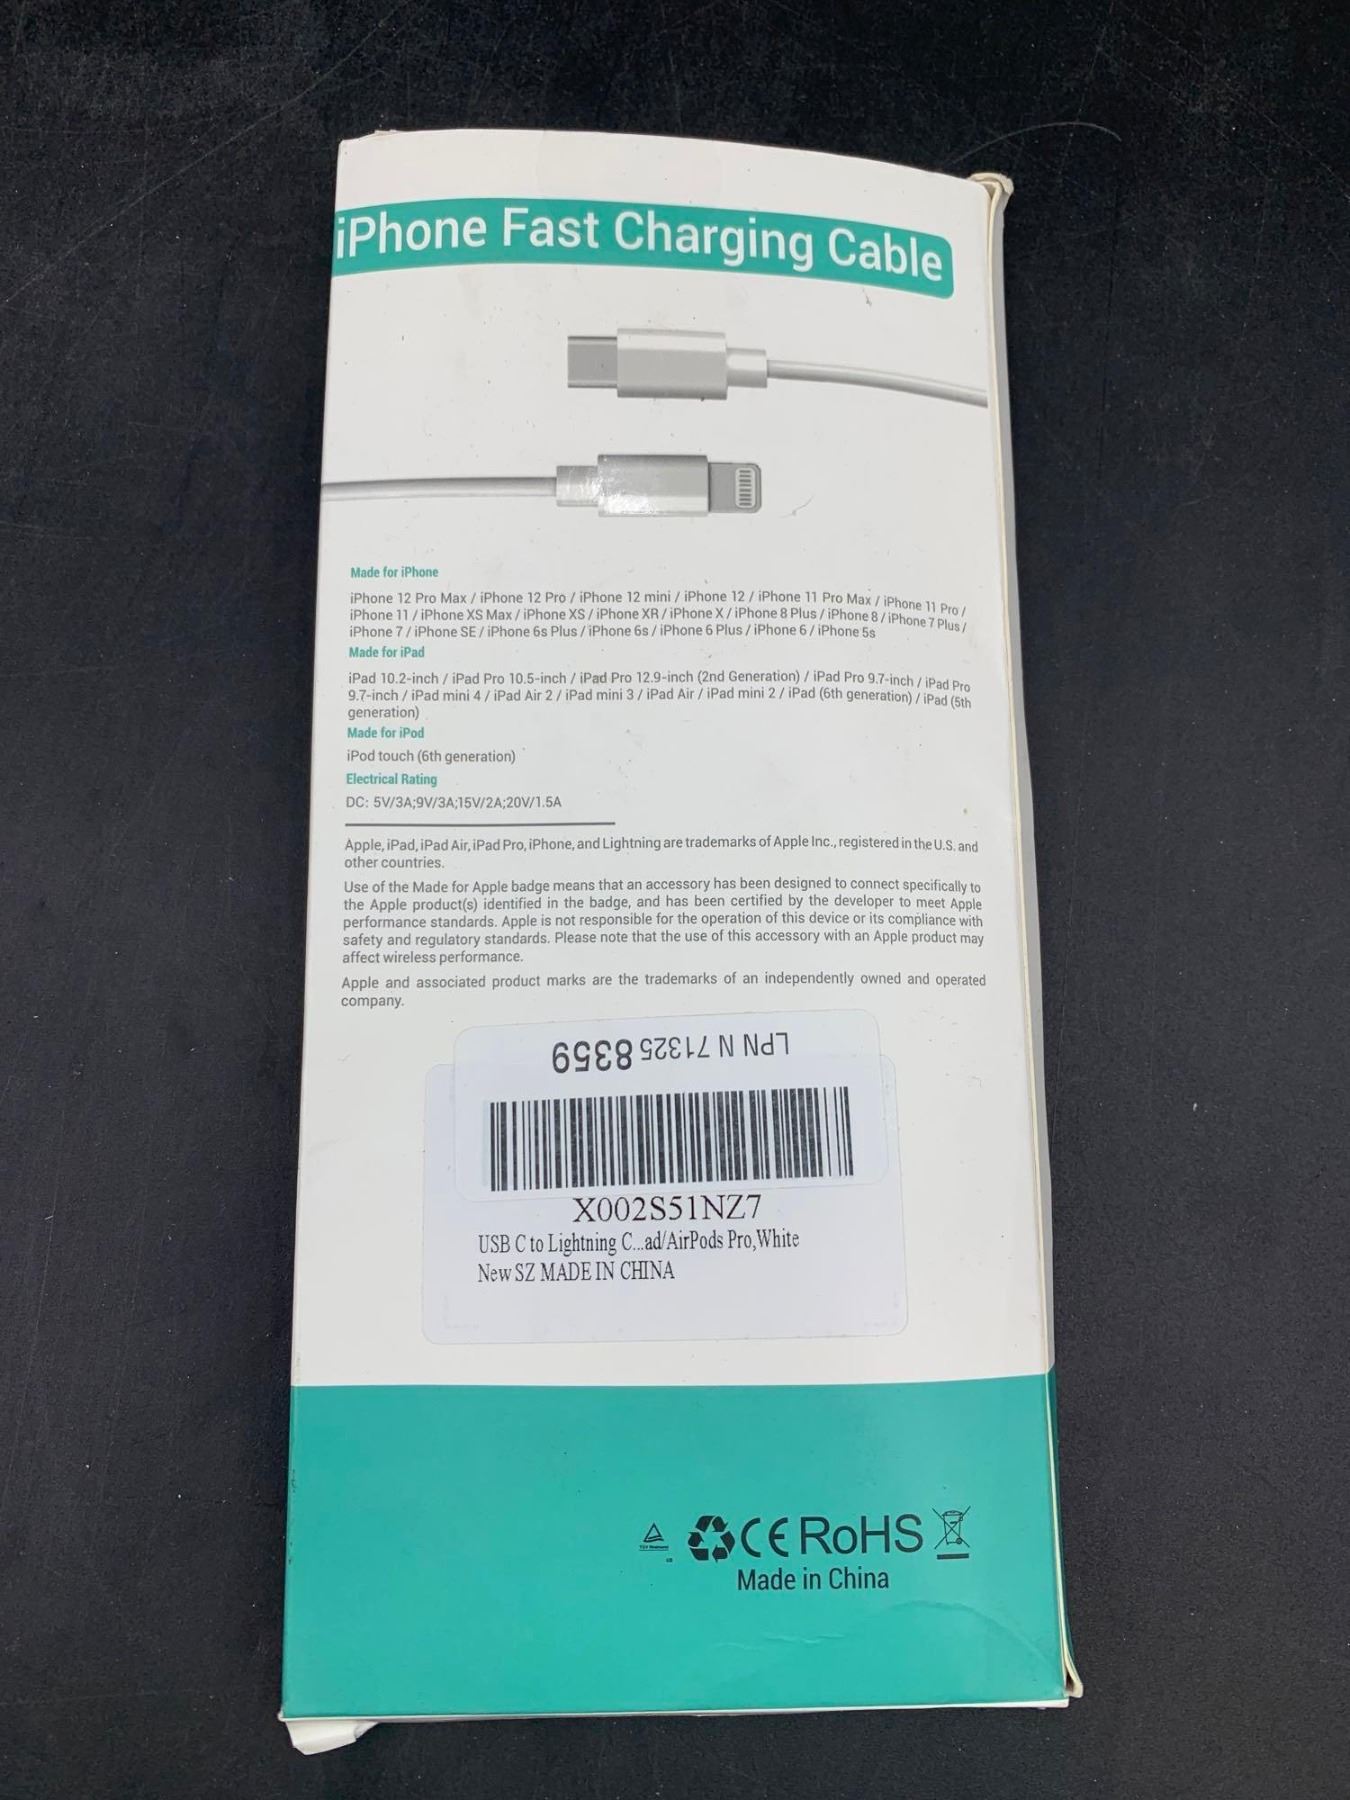 iPhone Fast Charging Cable
Made for iPhone
iPhone 12 Pro Max / iPhone 12 Pro / iPhone 12 mini / iPhone 12 / iPhone 11 Pro Max / iPhone 11 Pro /
iPhone 11 / iPhone XS Max / iPhone XS / iPhone XR / iPhone X / iPhone 8 Plus / iPhone 8 / iPhone 7 Plus /
iPhone 7 / iPhone SE / iPhone 6s Plus / iPhone 6s / iPhone 6 Plus / iPhone 6 / iPhone 5s
Made for iPad
iPad 10.2-inch / iPad Pro 10.5-inch / iPad Pro 12.9-inch (2nd Generation) / iPad Pro 9.7-inch / iPad Pro
9.7-inch / iPad mini 4 / iPad Air 2 / iPad mini 3 / iPad Air / iPad mini 2 / iPad (6th generation) / iPad (5th
generation)
Made for iPod
iPod touch (6th generation)
Electrical Rating
DC: 5V/3A;9V/3A;15V/2A;20V/1.5A
Apple, iPad, iPad Air, iPad Pro, iPhone, and Lightning are trademarks of Apple Inc., registered in the U.S. and
other countries.
Use of the Made for Apple badge means that an accessory has been designed to connect specifically to
the Apple product(s) identified in the badge, and has been certified by the developer to meet Apple
performance standards. Apple is not responsible for the operation of this device or its compliance with
safety and regulatory standards. Please note that the use of this accessory with an Apple product may
affect wireless performance.
Apple and associated product marks are the trademarks of an independently owned and operated
company.
LPN N 71325 8359
X002S51NZ7
USB C to Lightning C...ad/AirPods Pro,White
New SZ MADE IN CHINA
CE RoHS
Made in China